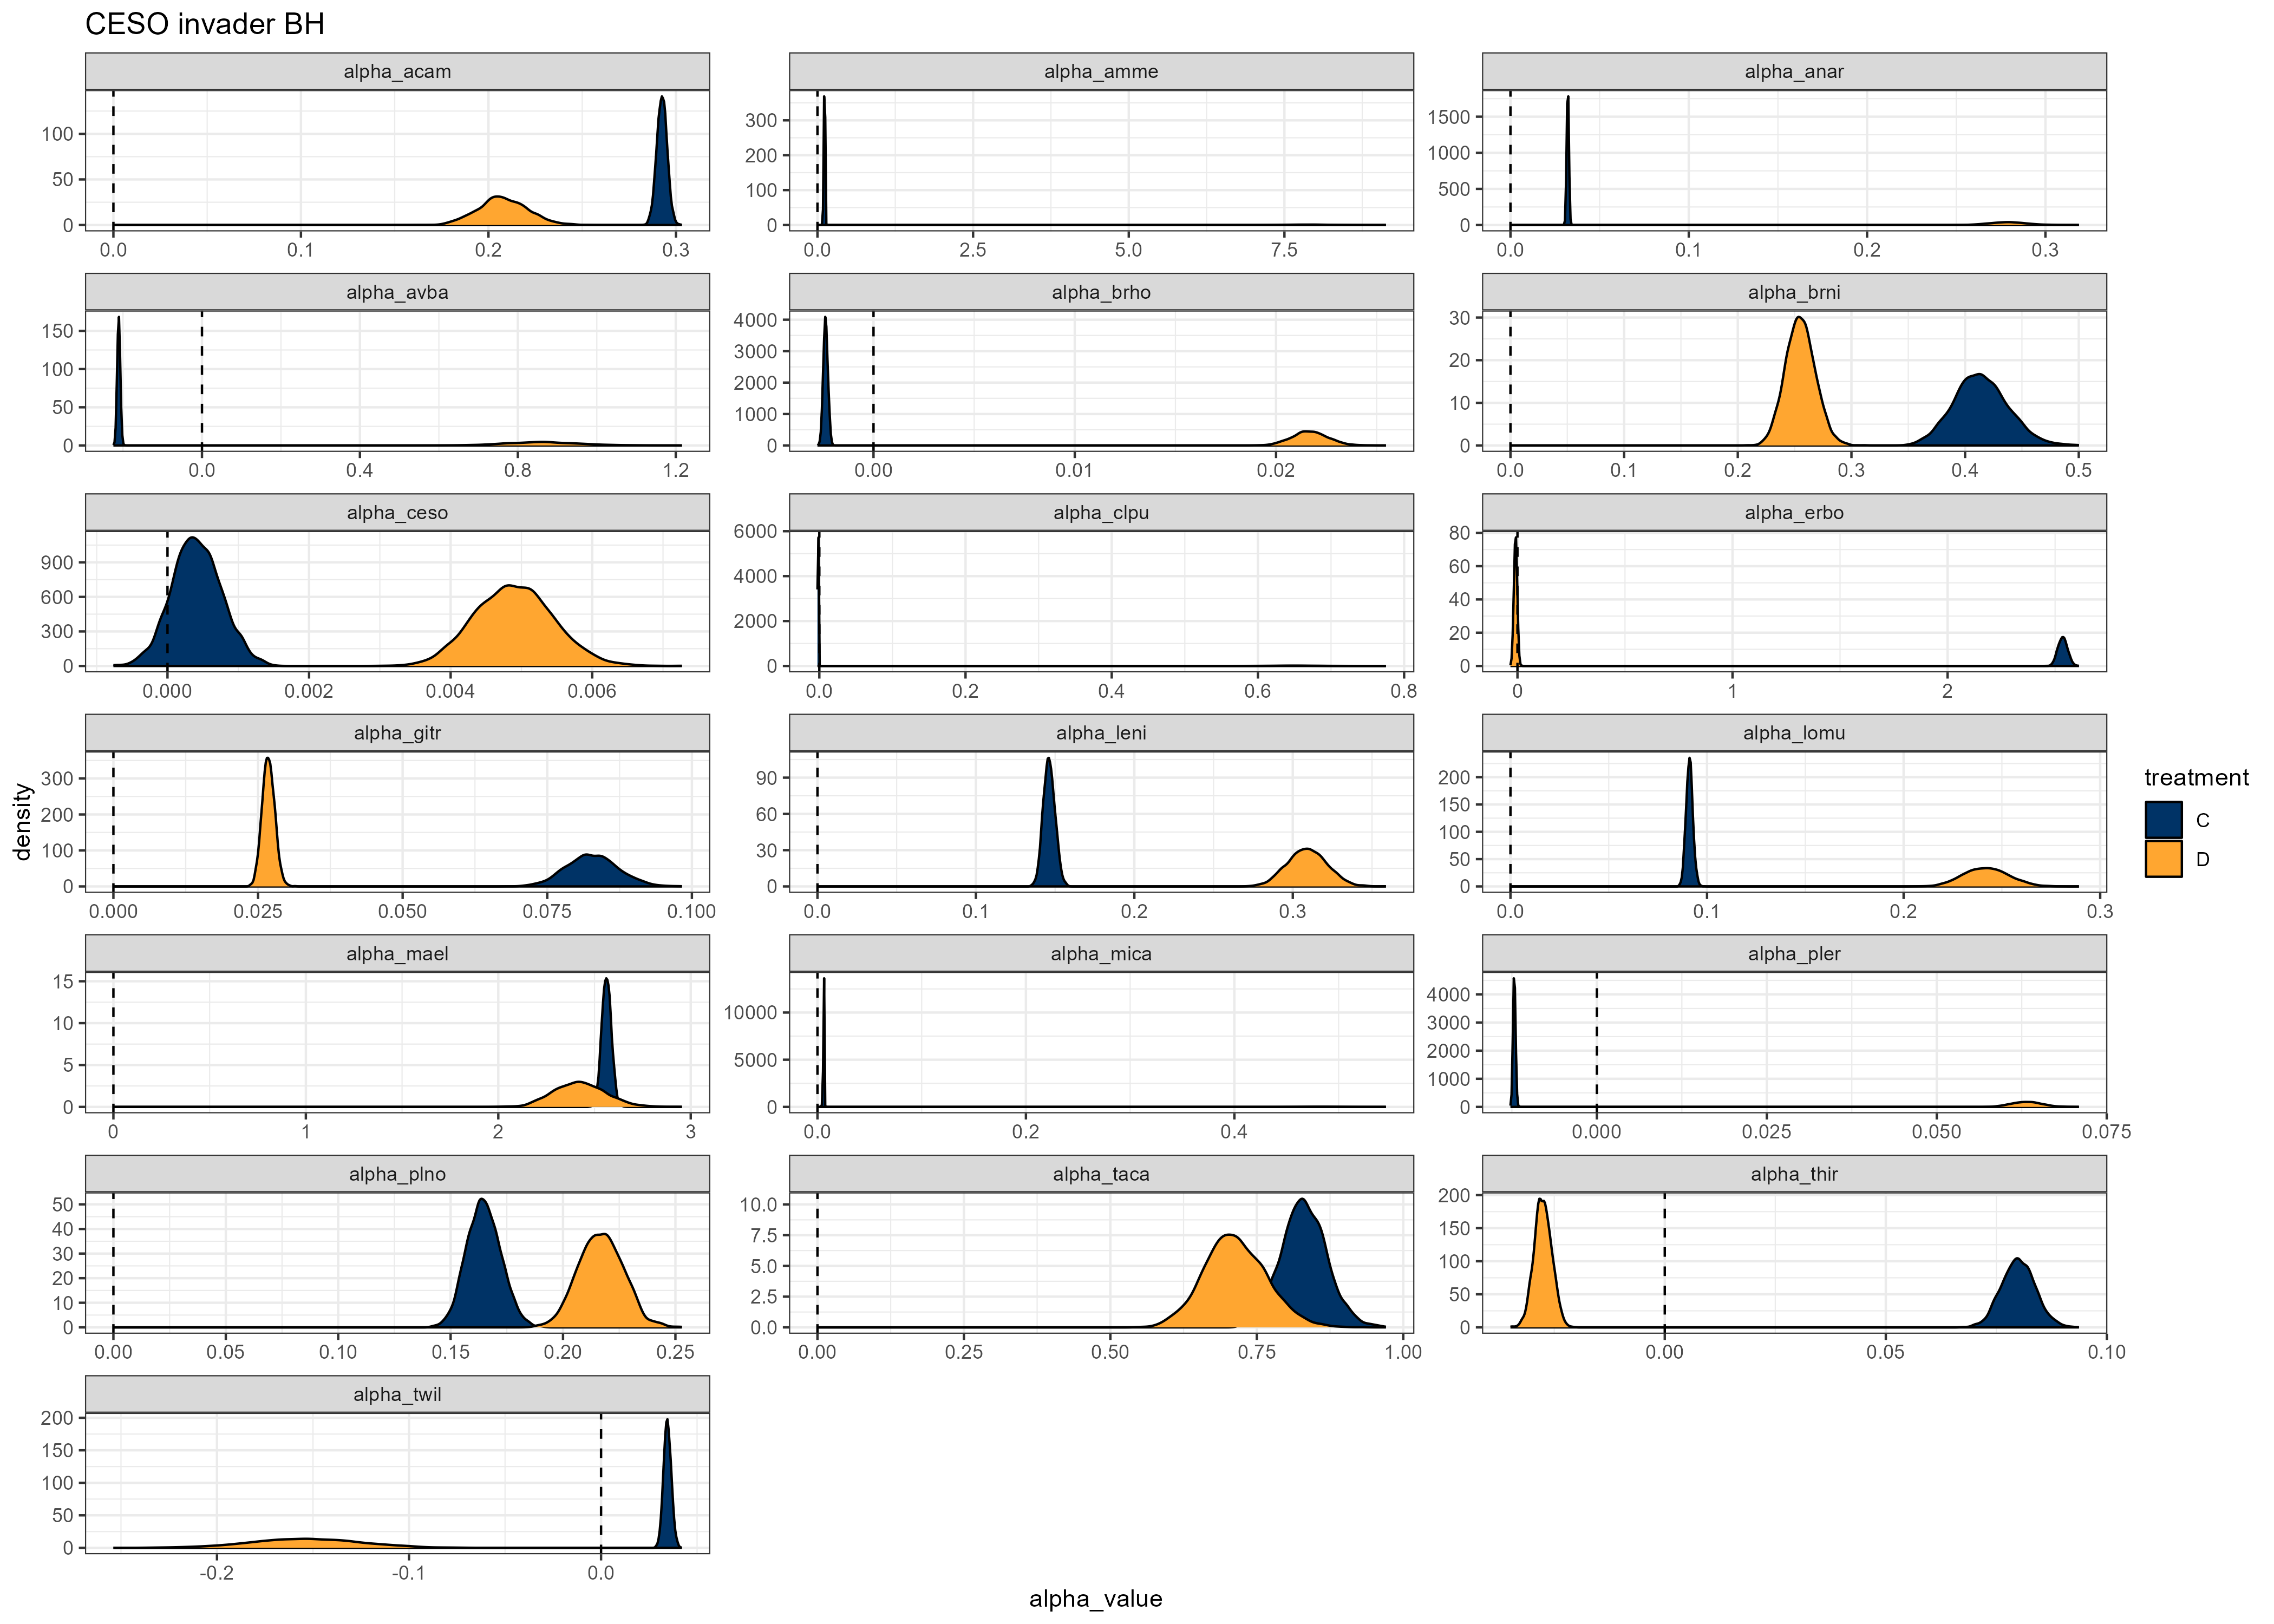 CESO invader BH
alpha_acam
alpha_amme
alpha_anar
100
50
0
0.0 0.1 0.2 0.3
300
200
100
0
0.0 2.5 5.0 7.5
1500
1000
500
0
0.0 0.1 0.2 0.3
alpha_avba
alpha_brho
alpha_brni
150
100
50
0
0.0 0.4 0.8 1.2
4000
3000
2000
1000
0
0.00 0.01 0.02
30
20
10
0
0.0 0.1 0.2 0.3 0.4 0.5
alpha_ceso
alpha_clpu
alpha_erbo
900
600
300
0
0.000 0.002 0.004 0.006
6000
4000
2000
0
0.0 0.2 0.4 0.6 0.8
80
60
40
20
0
0 1 2
alpha_gitr
alpha_leni
alpha_lomu
300
200
100
0
0.000 0.025 0.050 0.075 0.100
90
60
30
0
0.0 0.1 0.2 0.3
200
150
100
50
0
0.0 0.1 0.2 0.3
alpha_mael
alpha_mica
alpha_pler
15
10
5
0
0 1 2 3
10000
5000
0
0.0 0.2 0.4
4000
3000
2000
1000
0
0.000 0.025 0.050 0.075
alpha_plno
alpha_taca
alpha_thir
50
40
30
20
10
0
0.00 0.05 0.10 0.15 0.20 0.25
10.0
7.5
5.0
2.5
0.0
0.00 0.25 0.50 0.75 1.00
200
150
100
50
0
0.00 0.05 0.10
alpha_twil
200
150
100
50
0
-0.2 -0.1 0.0
density
alpha_value
treatment
C
D